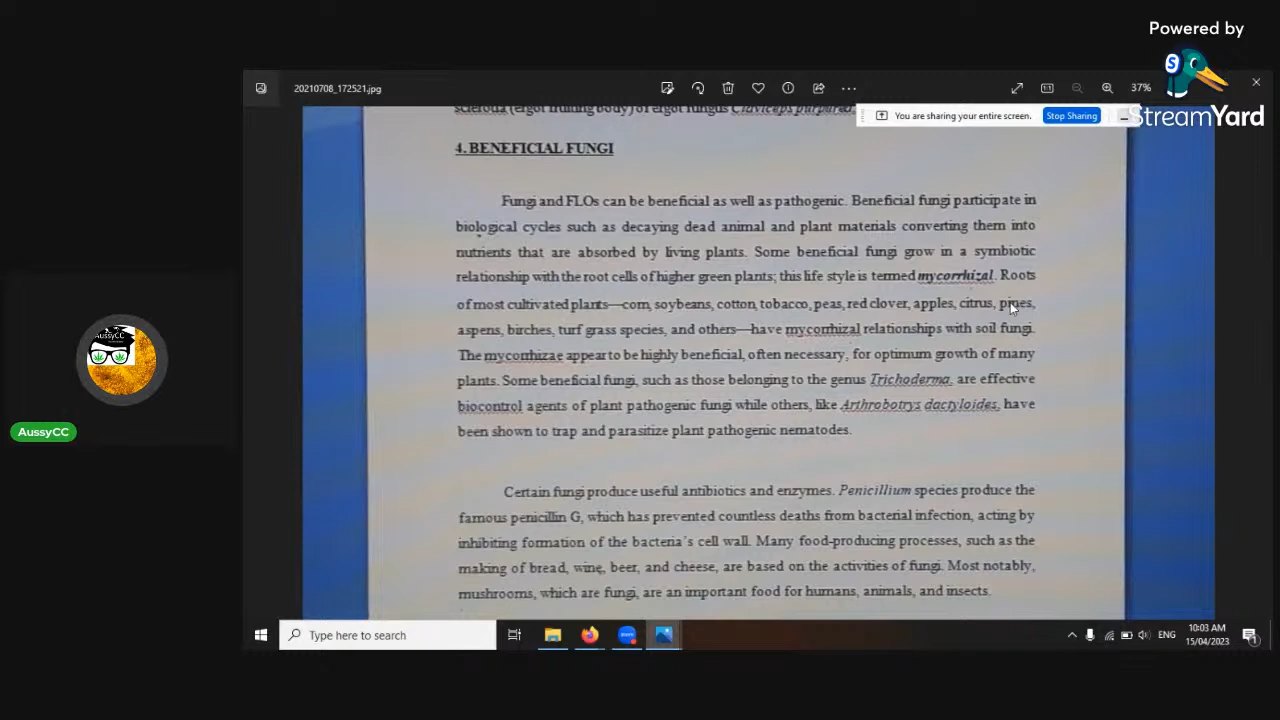 Powered by
StreamYard
20210708_172521.jpg
37%
You are sharing your entire screen.
Stop Sharing
sclerotia (ergot fruiting body) of ergot fungus Claviceps purpurea
4. BENEFICIAL FUNGI
Fungi and FLOs can be beneficial as well as pathogenic. Beneficial fungi participate in
biological cycles such as decaying dead animal and plant materials converting them into
nutrients that are absorbed by living plants. Some beneficial fungi grow in a symbiotic
relationship with the root cells of higher green plants; this life style is termed mycorrhizal. Roots
of most cultivated plants—corn, soybeans, cotton, tobacco, peas, red clover, apples, citrus, pines,
aspens, birches, turf grass species, and others—have mycorrhizal relationships with soil fungi.
The mycorrhizae appear to be highly beneficial, often necessary, for optimum growth of many
plants. Some beneficial fungi, such as those belonging to the genus Trichoderma, are effective
biocontrol agents of plant pathogenic fungi while others, like Arthrobotrys dactyloides, have
been shown to trap and parasitize plant pathogenic nematodes.
Certain fungi produce useful antibiotics and enzymes. Penicillium species produce the
famous penicillin G, which has prevented countless deaths from bacterial infection, acting by
inhibiting formation of the bacteria's cell wall. Many food-producing processes, such as the
making of bread, wine, beer, and cheese, are based on the activities of fungi. Most notably,
mushrooms, which are fungi, are an important food for humans, animals, and insects.
AussyCC
AussyCC
Type here to search
zoom
ENG
10:03 AM
15/04/2023